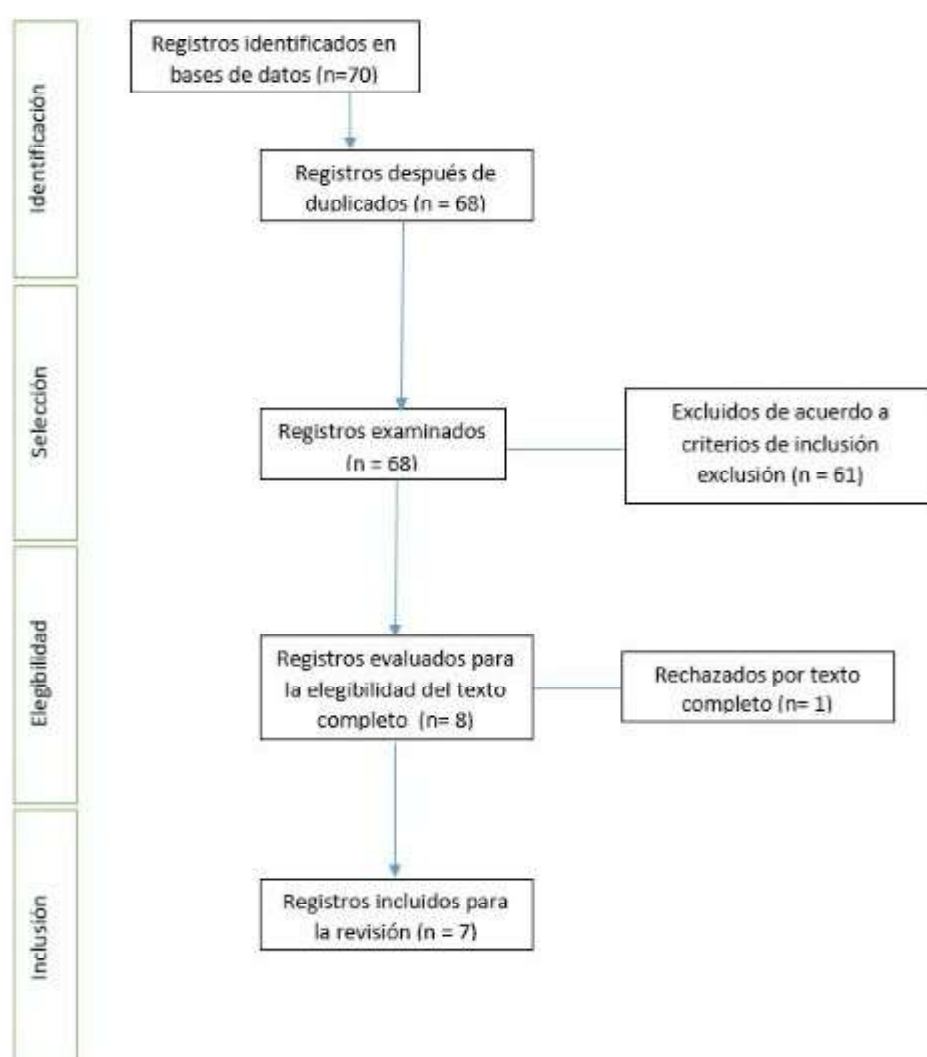 Identificación
Registros identificados en
bases de datos (n=70)
Registros después de
duplicados (n = 68)
Selección
Registros examinados
(n = 68)
Excluidos de acuerdo a
criterios de inclusión
exclusión (n = 61)
Elegibilidad
Registros evaluados para
la elegibilidad del texto
completo (n= 8)
Rechazados por texto
completo (n= 1)
Inclusión
Registros incluidos para
la revisión (n = 7)